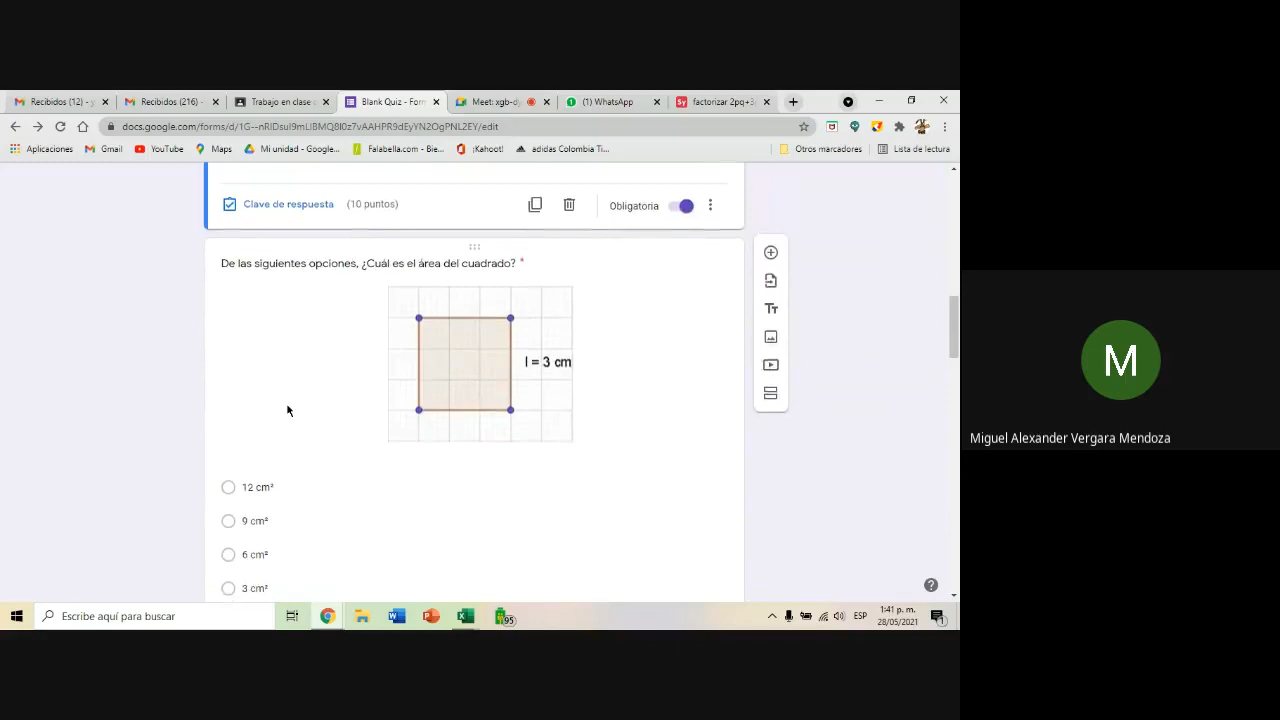 Recibidos (12) - y
Recibidos (216) -
Trabajo en clase d
Blank Quiz - Form
Meet: xgb-d
(1) WhatsApp
factorizar 2pq+3
docs.google.com/forms/d/1G--nRlDsuI9mLIBMQ8I0z7vAAHPR9dEyYN2OgPNL2EY/edit
Aplicaciones
Gmail
YouTube
Maps
Mi unidad - Google...
Falabella.com - Bie...
¡Kahoot!
adidas Colombia Ti...
Otros marcadores
Lista de lectura
Clave de respuesta (10 puntos)
Obligatoria
De las siguientes opciones, ¿Cuál es el área del cuadrado? *
l = 3 cm
12 cm²
9 cm²
6 cm²
3 cm²
M
Miguel Alexander Vergara Mendoza
Escribe aquí para buscar
95
ESP
1:41 p. m.
28/05/2021
1